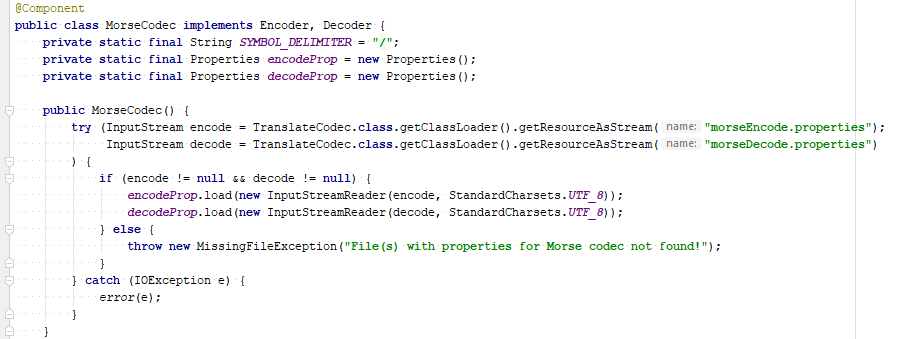 @Component
public class MorseCodec implements Encoder, Decoder {
    private static final String SYMBOL_DELIMITER = "/";
    private static final Properties encodeProp = new Properties();
    private static final Properties decodeProp = new Properties();

    public MorseCodec() {
        try (InputStream encode = TranslateCodec.class.getClassLoader().getResourceAsStream( name: "morseEncode.properties");
             InputStream decode = TranslateCodec.class.getClassLoader().getResourceAsStream( name: "morseDecode.properties")
        ) {
            if (encode != null && decode != null) {
                encodeProp.load(new InputStreamReader(encode, StandardCharsets.UTF_8));
                decodeProp.load(new InputStreamReader(decode, StandardCharsets.UTF_8));
            } else {
                throw new MissingFileException("File(s) with properties for Morse codec not found!");
            }
        } catch (IOException e) {
            error(e);
        }
    }